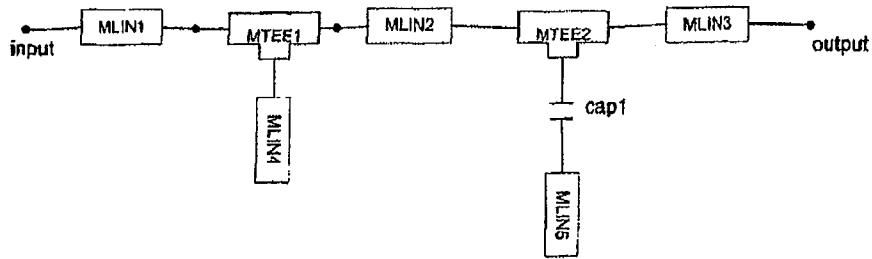 input
MLIN1
MTEE1
MLIN2
MTEE2
MLIN3
output
MLIN4
cap1
MLIN5